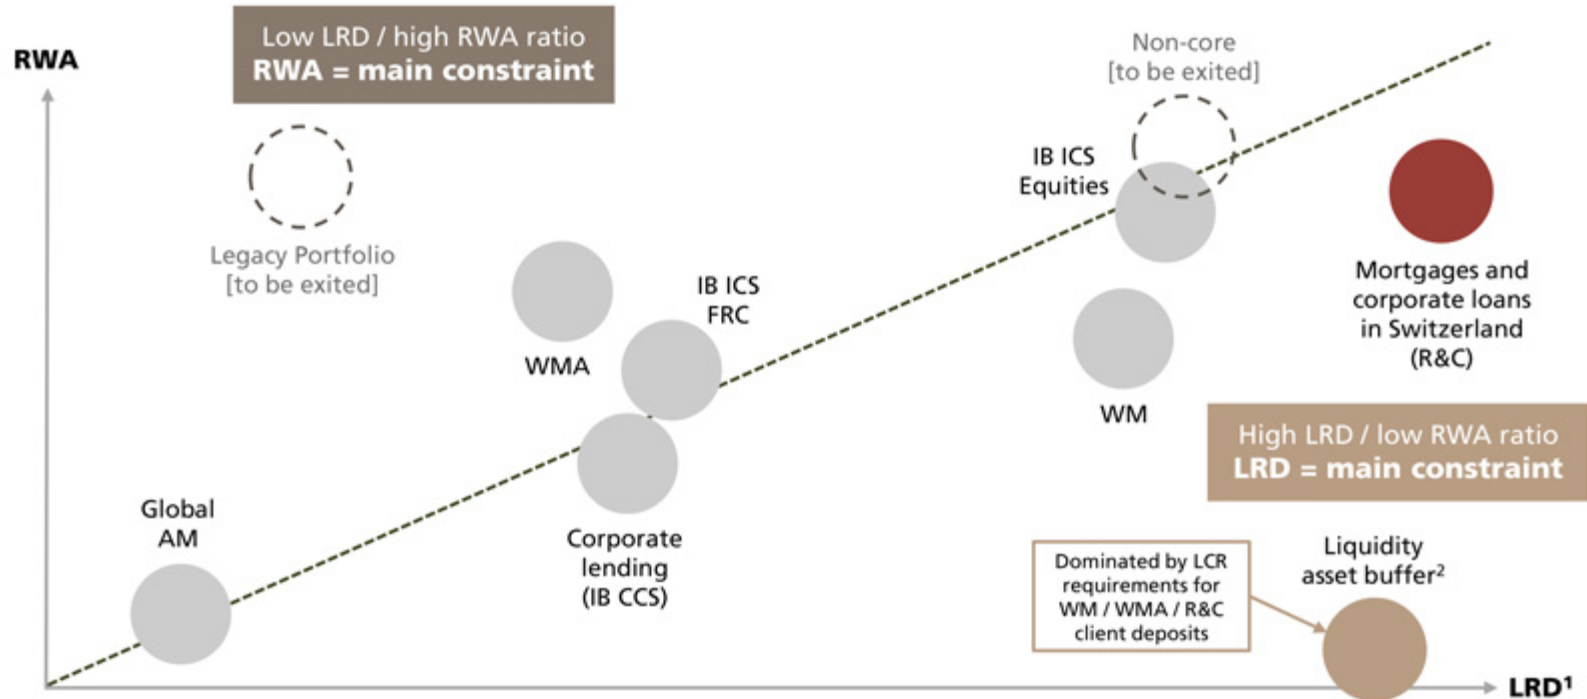 Low LRD / high RWA ratio
RWA = main constraint
RWA
Non-core
[to be exited]
IB ICS
Equities
Legacy Portfolio
[to be exited]
IB ICS
FRC
WMA
Mortgages and
corporate loans
in Switzerland
(R&C)
WM
High LRD / low RWA ratio
LRD = main constraint
Global
AM
Corporate
lending
(IB CCS)
Dominated by LCR
requirements for
WM / WMA / R&C
client deposits
Liquidity
asset buffer²
LRD¹